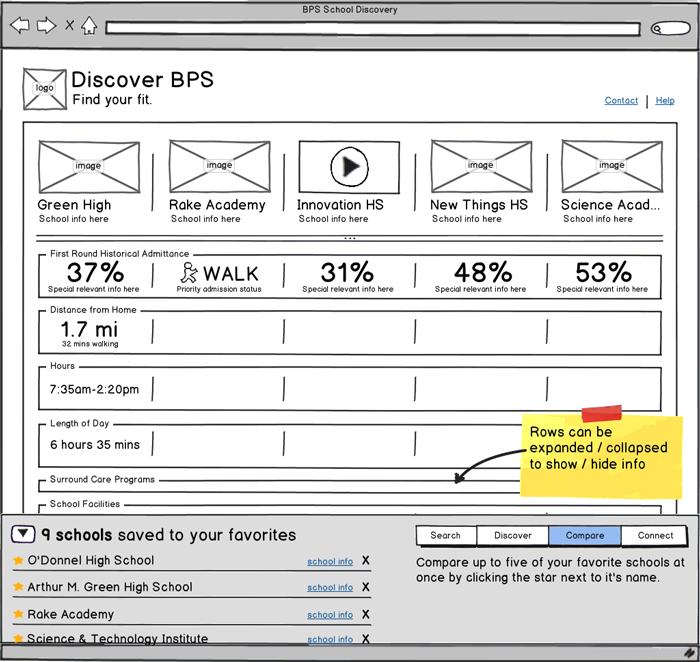 BPS School Discovery
X
logo
Discover BPS
Find your fit.
Contact | Help
image image image image
Green High Rake Academy Innovation HS New Things HS Science Acad...
School info here School info here School info here School info here School info here
...
First Round Historical Admittance
37% WALK 31% 48% 53%
Special relevant info here Priority admission status Special relevant info here Special relevant info here Special relevant info here
Distance from Home
1.7 mi
32 mins walking
Hours
7:35am-2:20pm
Length of Day
6 hours 35 mins
Rows can be
expanded / collapsed
to show / hide info
Surround Care Programs
School Facilities
9 schools saved to your favorites
Search Discover Compare Connect
O'Donnel High School school info X
Arthur M. Green High School school info X
Rake Academy school info X
Science & Technology Institute school info X
Compare up to five of your favorite schools at
once by clicking the star next to it's name.